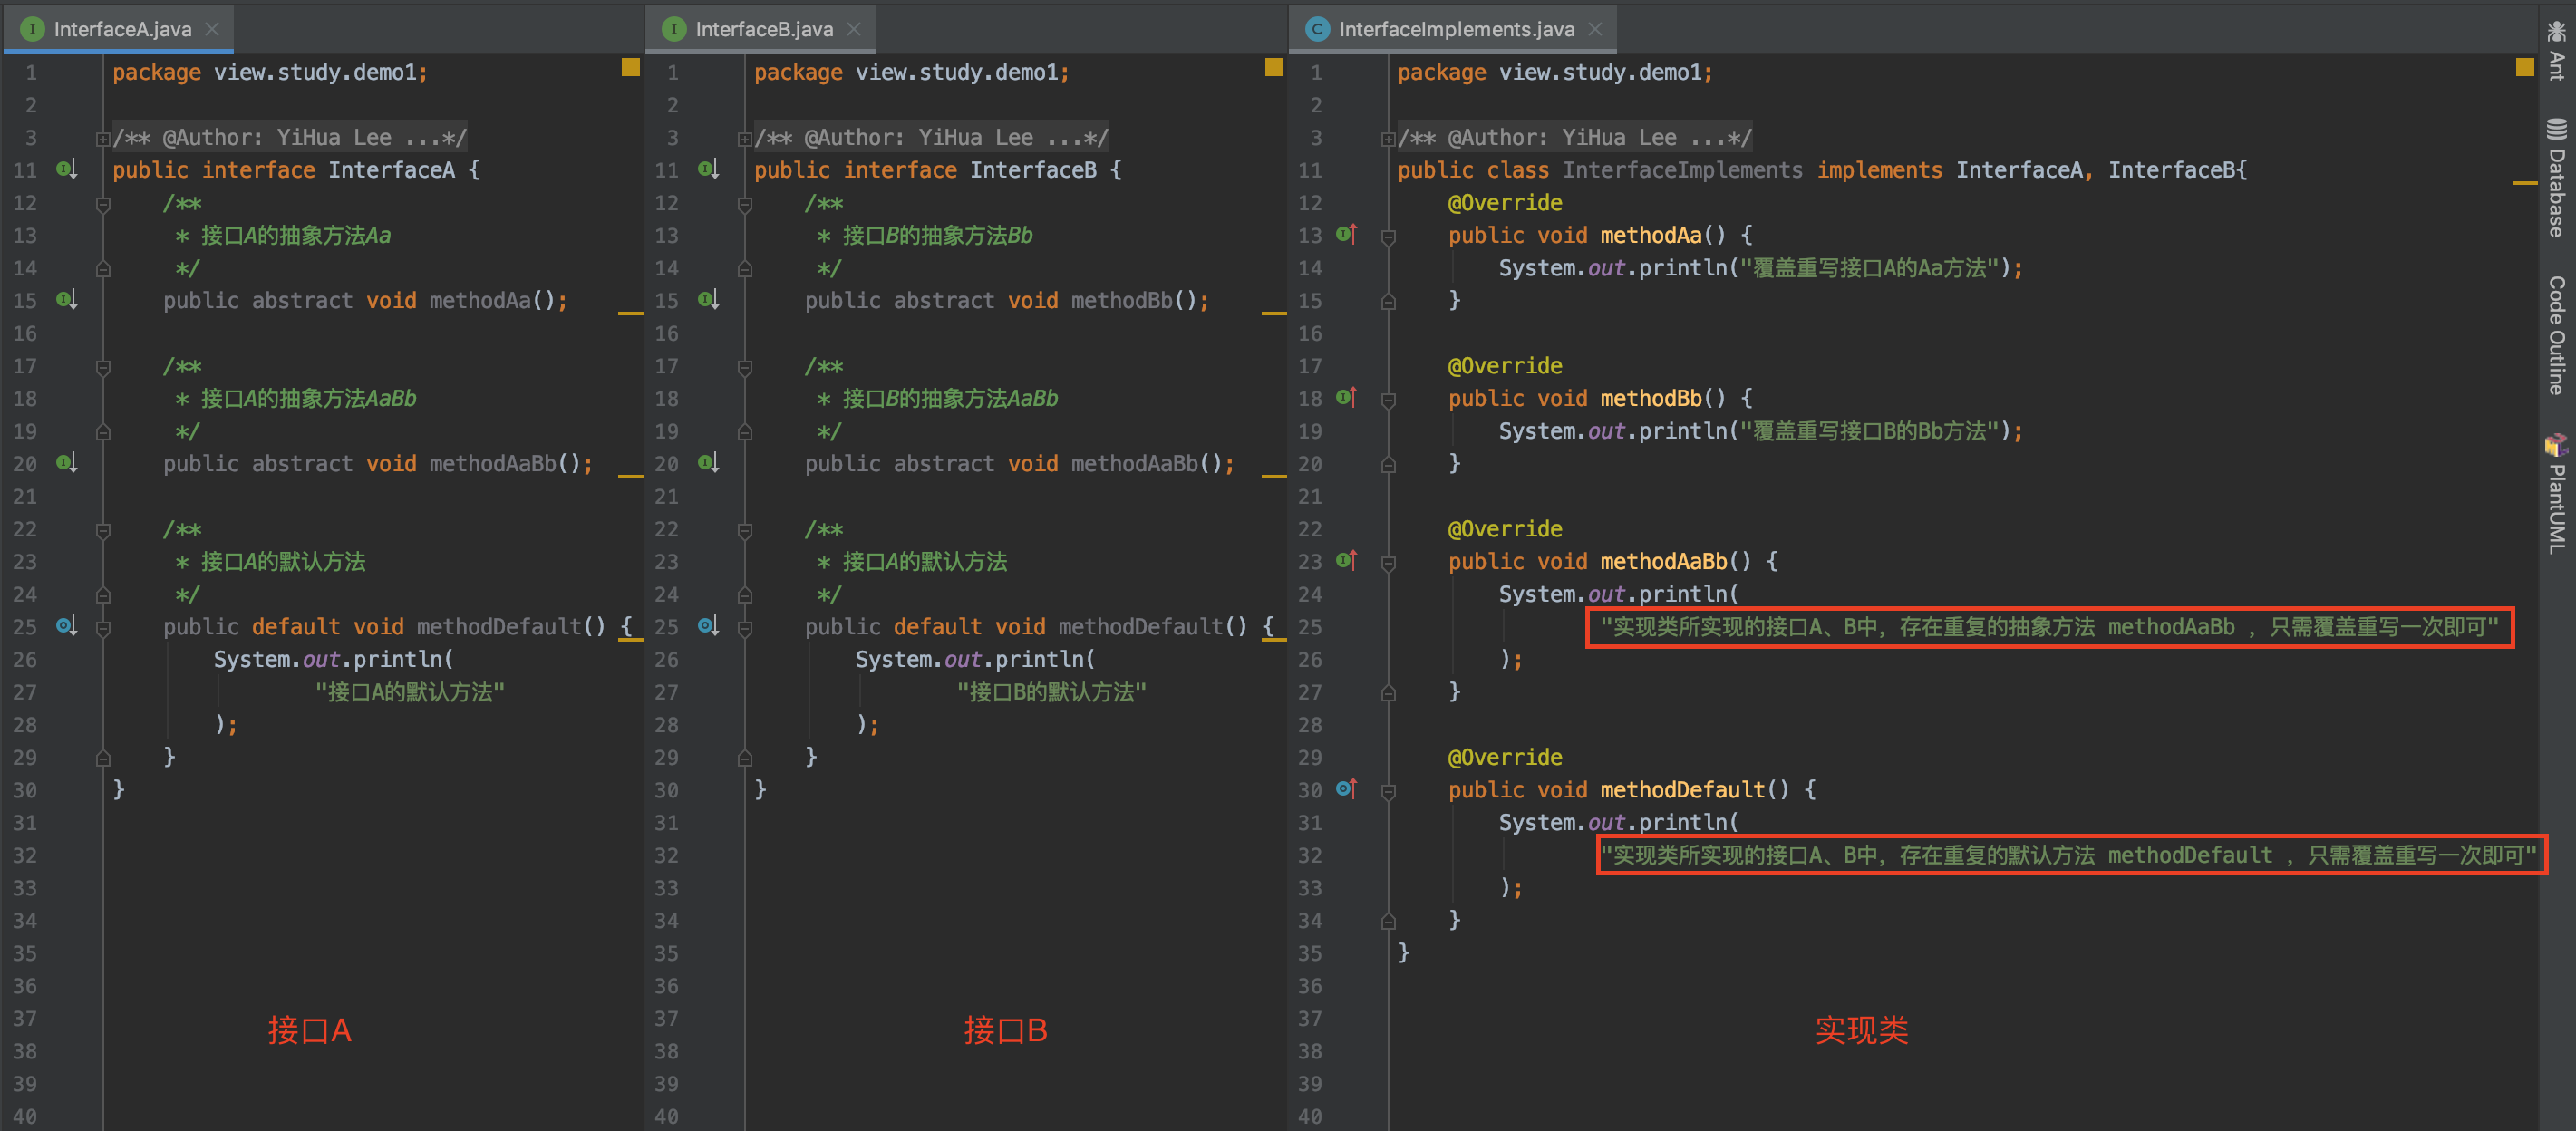 InterfaceA.java
1 package view.study.demo1;
2
3 /** @Author: YiHua Lee ...*/
11 public interface InterfaceA {
12 /**
13 * 接口A的抽象方法Aa
14 */
15 public abstract void methodAa();
16
17 /**
18 * 接口A的抽象方法AaBb
19 */
20 public abstract void methodAaBb();
21
22 /**
23 * 接口A的默认方法
24 */
25 public default void methodDefault() {
26 System.out.println(
27 "接口A的默认方法"
28 );
29 }
30 }
31
32
33
34
35
36
37
38
39
40
接口A
InterfaceB.java
1 package view.study.demo1;
2
3 /** @Author: YiHua Lee ...*/
11 public interface InterfaceB {
12 /**
13 * 接口B的抽象方法Bb
14 */
15 public abstract void methodBb();
16
17 /**
18 * 接口B的抽象方法AaBb
19 */
20 public abstract void methodAaBb();
21
22 /**
23 * 接口A的默认方法
24 */
25 public default void methodDefault() {
26 System.out.println(
27 "接口B的默认方法"
28 );
29 }
30 }
31
32
33
34
35
36
37
38
39
40
接口B
InterfaceImplements.java
1 package view.study.demo1;
2
3 /** @Author: YiHua Lee ...*/
11 public class InterfaceImplements implements InterfaceA, InterfaceB{
12 @Override
13 public void methodAa() {
14 System.out.println("覆盖重写接口A的Aa方法");
15 }
16
17 @Override
18 public void methodBb() {
19 System.out.println("覆盖重写接口B的Bb方法");
20 }
21
22 @Override
23 public void methodAaBb() {
24 System.out.println(
25 "实现类所实现的接口A、B中，存在重复的抽象方法 methodAaBb ，只需覆盖重写一次即可"
26 );
27 }
28
29 @Override
30 public void methodDefault() {
31 System.out.println(
32 "实现类所实现的接口A、B中，存在重复的默认方法 methodDefault ，只需覆盖重写一次即可"
33 );
34 }
35 }
36
37
38
39
40
实现类
Ant
Database
Code Outline
PlantUML